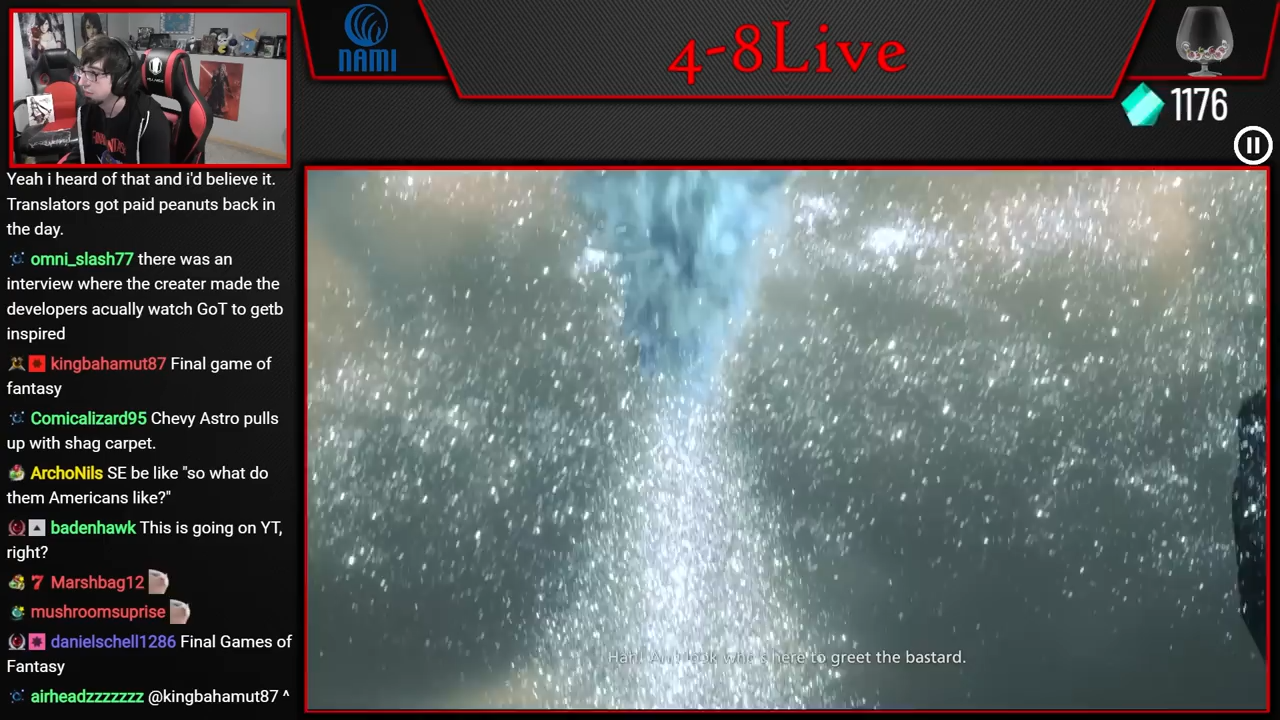 NAMI
4-8Live
1176
Yeah i heard of that and i'd believe it.
Translators got paid peanuts back in
the day.
omni_slash77 there was an
interview where the creater made the
developers acually watch GoT to getb
inspired
kingbahamut87 Final game of
fantasy
Comicalizard95 Chevy Astro pulls
up with shag carpet.
ArchoNils SE be like "so what do
them Americans like?"
badenhawk This is going on YT,
right?
7 Marshbag12
mushroomsuprise
danielschell1286 Final Games of
Fantasy
airheadzzzzzzz @kingbahamut87 ^
Hah! And look who's here to greet the bastard.